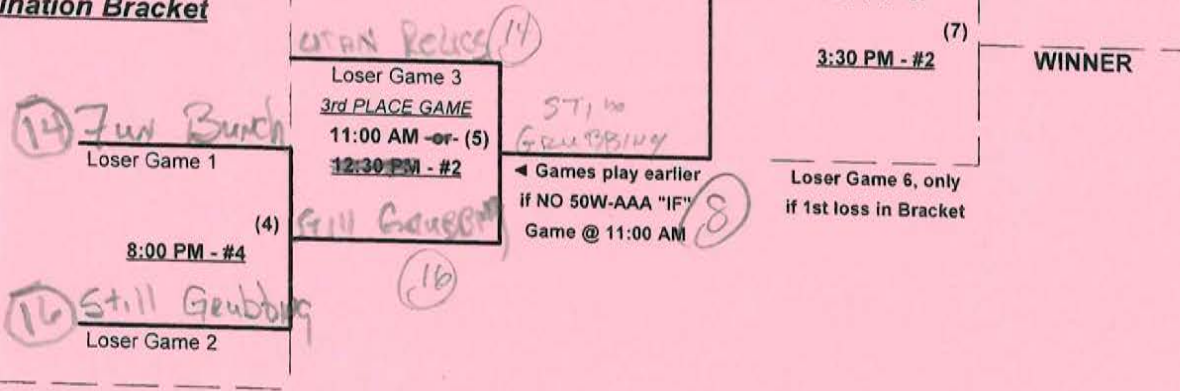 ination Bracket
UTAN RELICS 14
Loser Game 3
3rd PLACE GAME
11:00 AM -or- (5)
12:30 PM - #2
14 Fun Bunch
Loser Game 1
(4)
8:00 PM - #4
16 Still Grubbing
Loser Game 2
Still Grubbing
16
STILL
GRUBBING
◄ Games play earlier
if NO 50W-AAA "IF"
Game @ 11:00 AM
8
(7)
3:30 PM - #2
Loser Game 6, only
if 1st loss in Bracket
WINNER